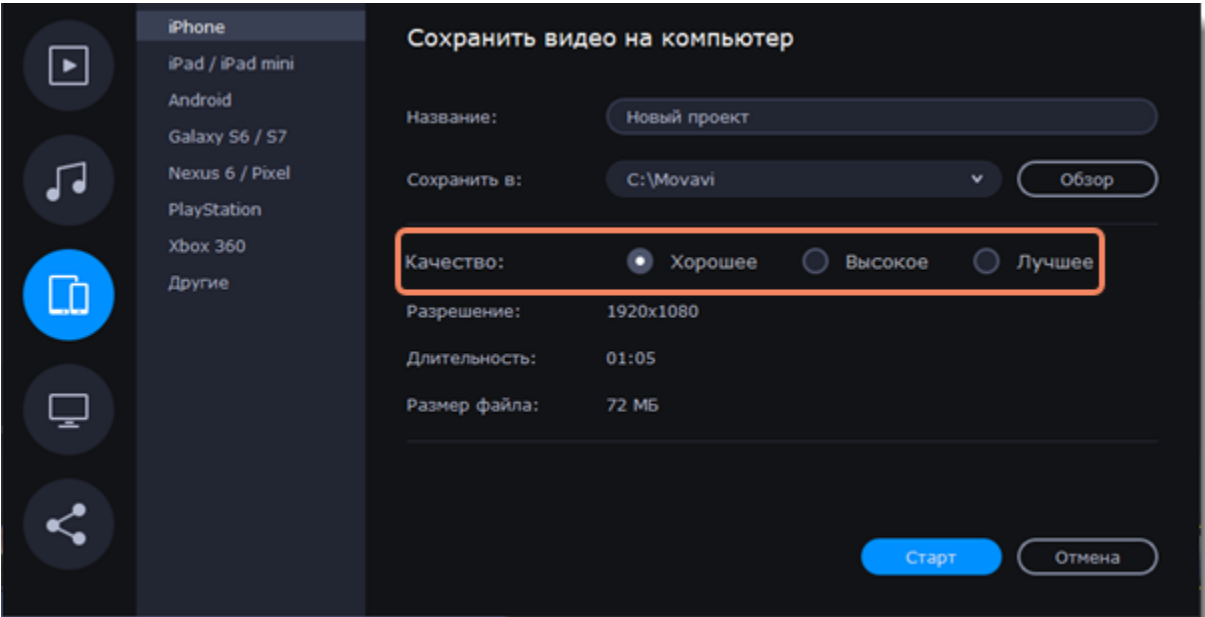 iPhone
iPad / iPad mini
Android
Galaxy S6 / S7
Nexus 6 / Pixel
PlayStation
Xbox 360
Другие
Сохранить видео на компьютер
Название: Новый проект
Сохранить в: C:\Movavi Обзор
Качество: Хорошее Высокое Лучшее
Разрешение: 1920x1080
Длительность: 01:05
Размер файла: 72 МБ
Старт Отмена